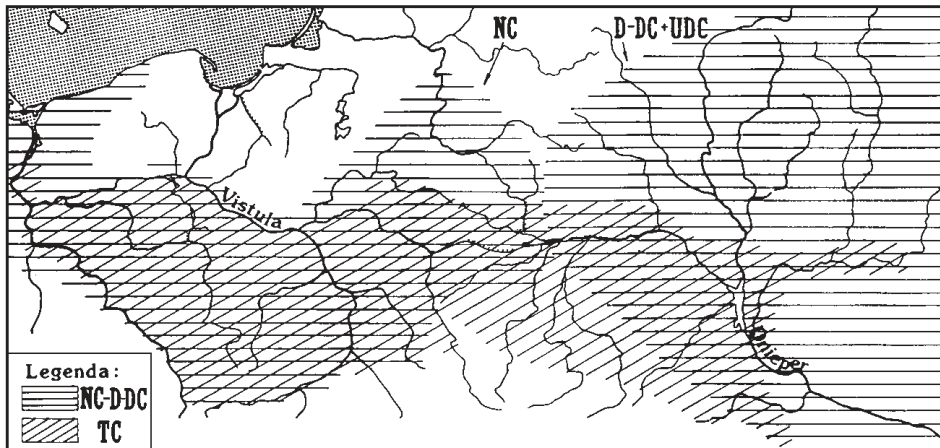 NC
D-DC+UDC
Vistula
Dnieper
Legenda:
NC-D-DC
TC